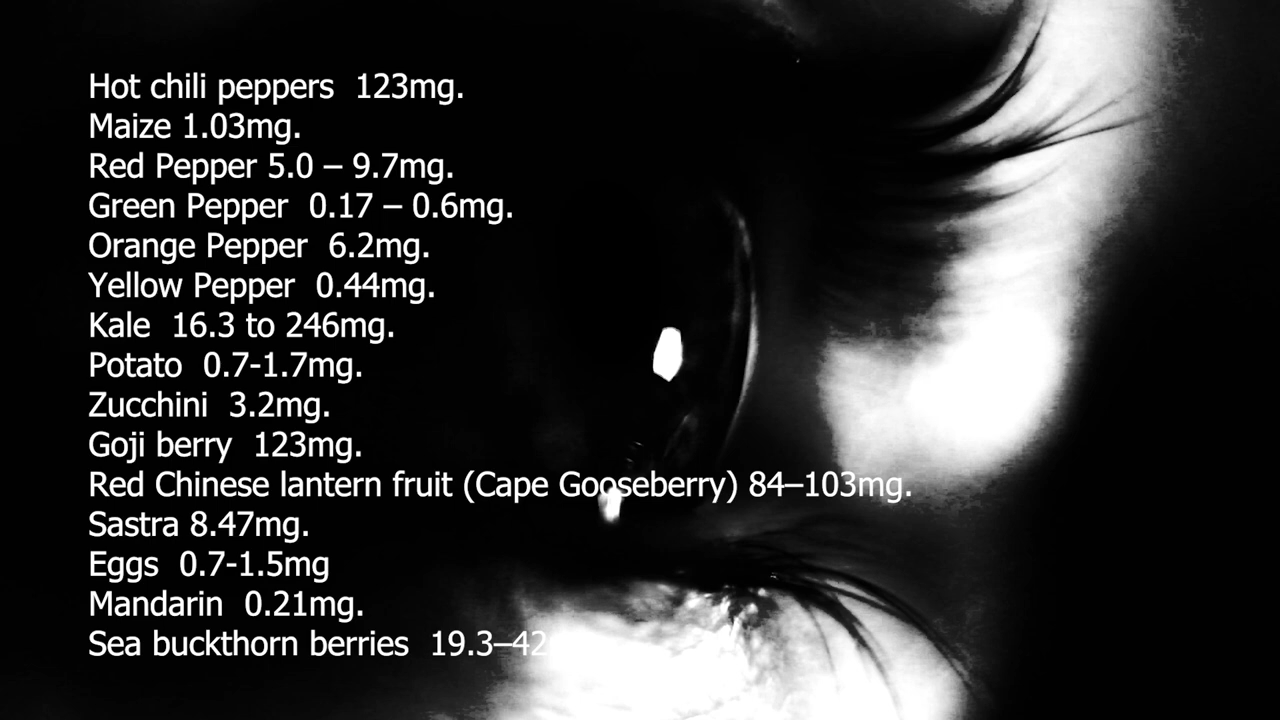 Hot chili peppers  123mg.
Maize 1.03mg.
Red Pepper 5.0 – 9.7mg.
Green Pepper  0.17 – 0.6mg.
Orange Pepper  6.2mg.
Yellow Pepper  0.44mg.
Kale  16.3 to 246mg.
Potato  0.7-1.7mg.
Zucchini  3.2mg.
Goji berry  123mg.
Red Chinese lantern fruit (Cape Gooseberry) 84–103mg.
Sastra 8.47mg.
Eggs  0.7-1.5mg
Mandarin  0.21mg.
Sea buckthorn berries